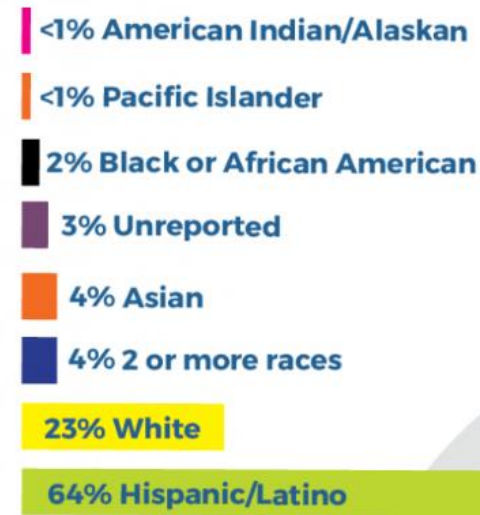 <1% American Indian/Alaskan
<1% Pacific Islander
2% Black or African American
3% Unreported
4% Asian
4% 2 or more races
23% White
64% Hispanic/Latino